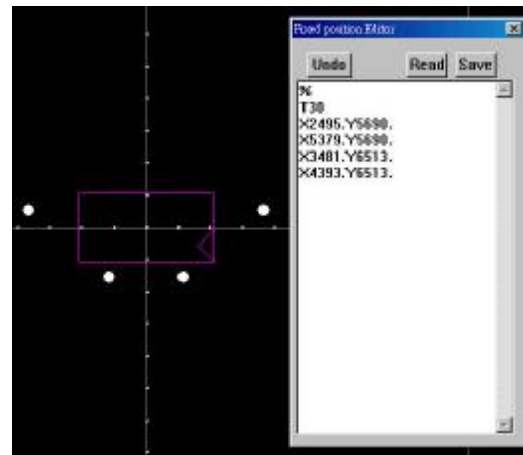 Fixed position Editor
Undo Read Save
%
T30
X2495.Y5690.
X5379.Y5690.
X3481.Y6513.
X4393.Y6513.